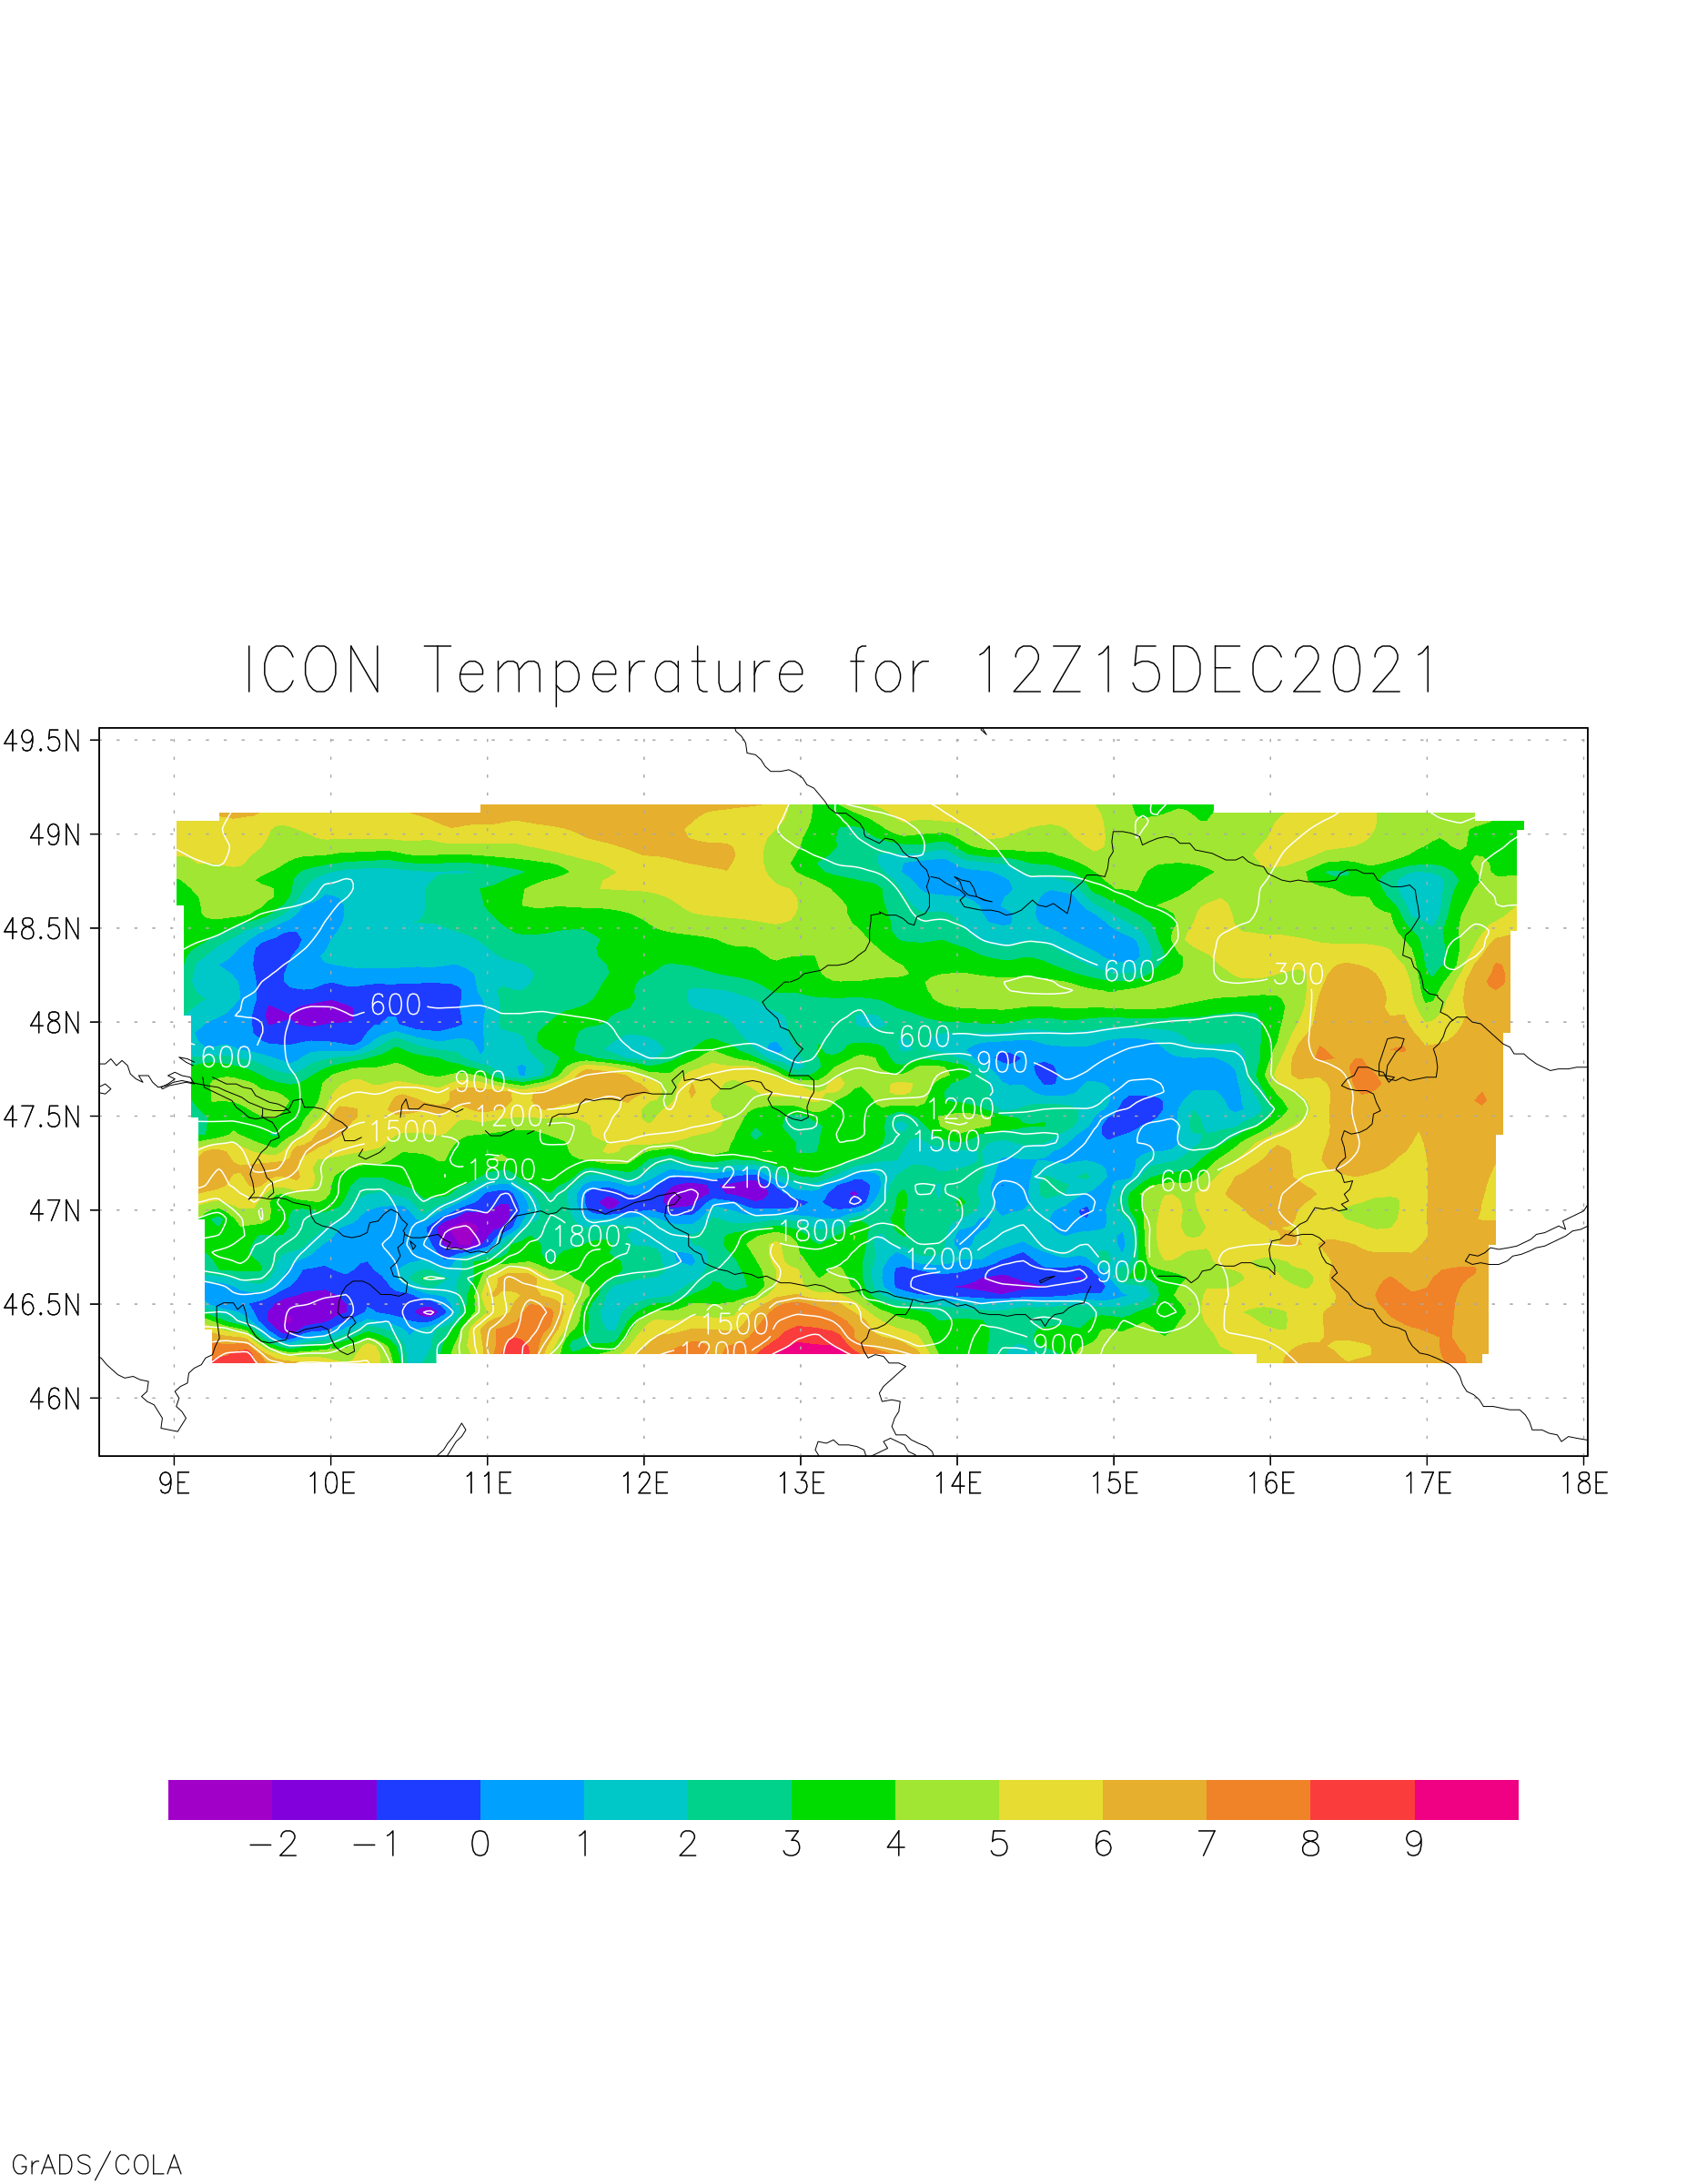 ICON Temperature for 12Z15DEC2021
49.5N
49N
48.5N
48N
47.5N
47N
46.5N
46N
600
300
600
600
600
900
900
1200
1200
1500
1500
1800
2100
600
1800
1800
1200
900
1500
1200
900
9E 10E 11E 12E 13E 14E 15E 16E 17E 18E
−2 −1 0 1 2 3 4 5 6 7 8 9
GrADS/COLA